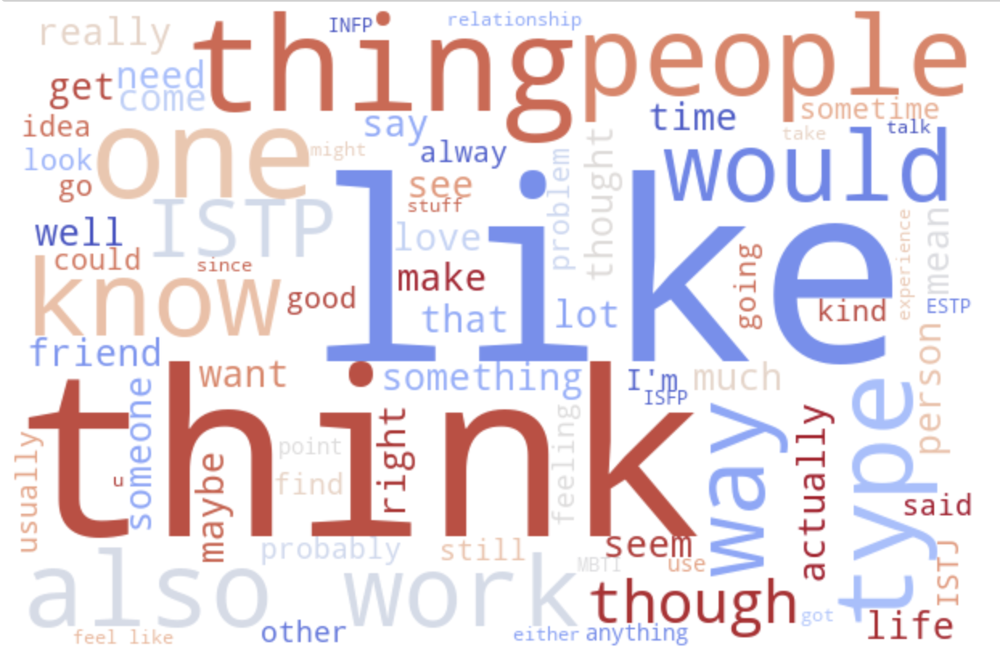 really
thing
INFP
relationship
people
get
need
come
time
sometime
idea
one
say
might
alway
take
talk
look
go
see
stuff
problem
thought
would
ISTP
like
well
love
could
since
know
good
make
that
lot
going
kind
experience
mean
ESTP
friend
want
something
I'm
much
ISFP
think
usually
u
someone
maybe
point
find
right
feeling
way
actually
type
person
said
probably
still
seem
MBTI
use
ISTJ
also
work
though
got
life
feel like
other
either
anything